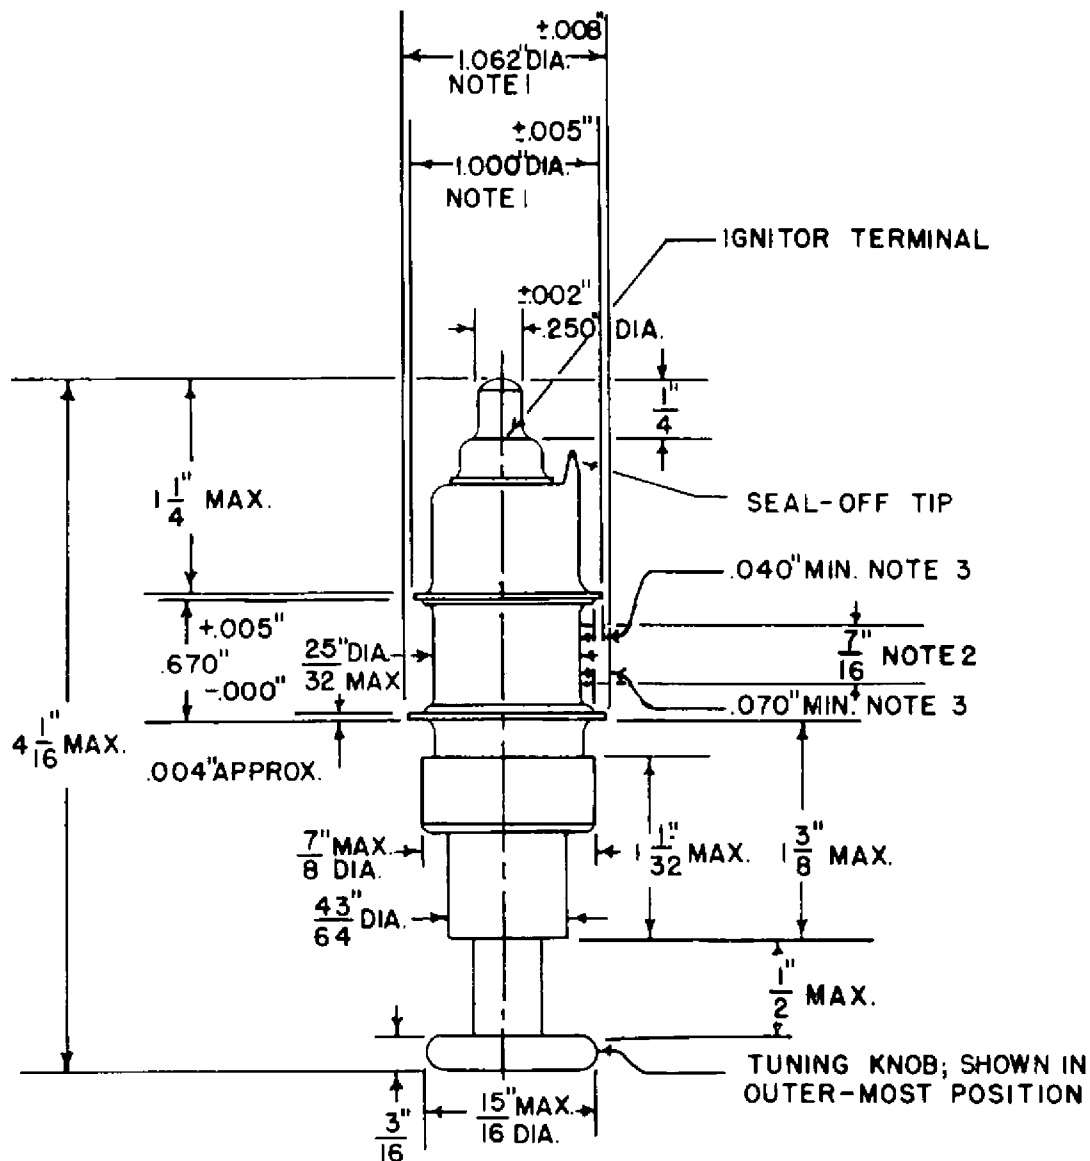 ±.008"
1.062" DIA.
NOTE 1
±.005"
1.000" DIA.
NOTE 1
IGNITOR TERMINAL
±.002"
.250" DIA.
1/4"
1 1/4" MAX.
SEAL-OFF TIP
.040" MIN. NOTE 3
+.005"
.670"
-.000"
25/32" DIA.
MAX
7/16" NOTE 2
.070" MIN. NOTE 3
4 1/16" MAX.
.004" APPROX.
7/8" MAX.
DIA.
1 1/32" MAX.
1 3/8" MAX.
43/64" DIA.
1/2" MAX.
TUNING KNOB; SHOWN IN
OUTER-MOST POSITION
3/16"
15/16" MAX.
DIA.